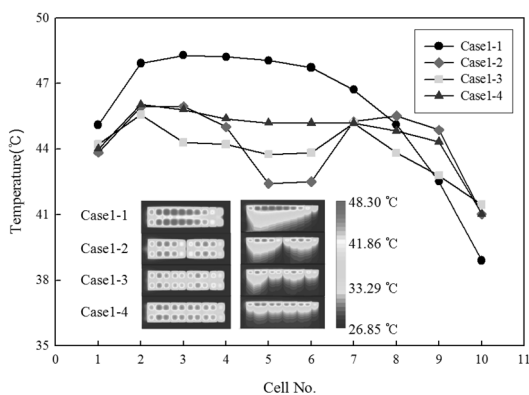 50
47
44
41
38
35
Temperature(℃)
Case1-1
Case1-2
Case1-3
Case1-4
Case1-1
Case1-2
Case1-3
Case1-4
48.30 ℃
41.86 ℃
33.29 ℃
26.85 ℃
0 1 2 3 4 5 6 7 8 9 10 11
Cell No.